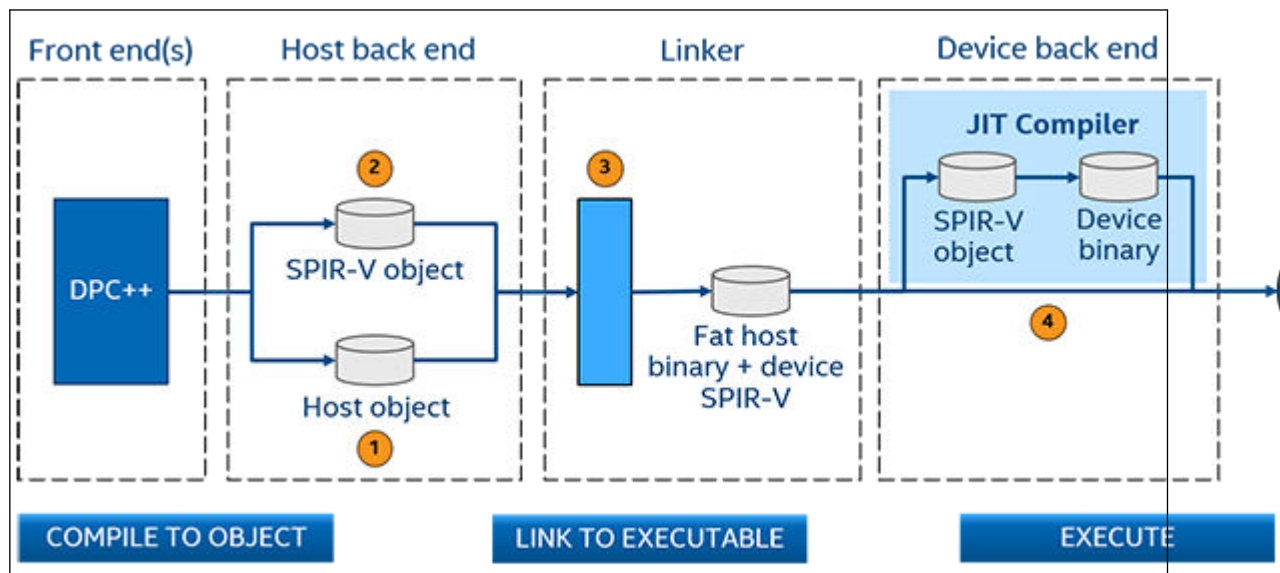 Front end(s)
Host back end
Linker
Device back end
JIT Compiler
2
3
SPIR-V
object
Device
binary
SPIR-V object
DPC++
4
Fat host
binary + device
SPIR-V
Host object
1
COMPILE TO OBJECT
LINK TO EXECUTABLE
EXECUTE